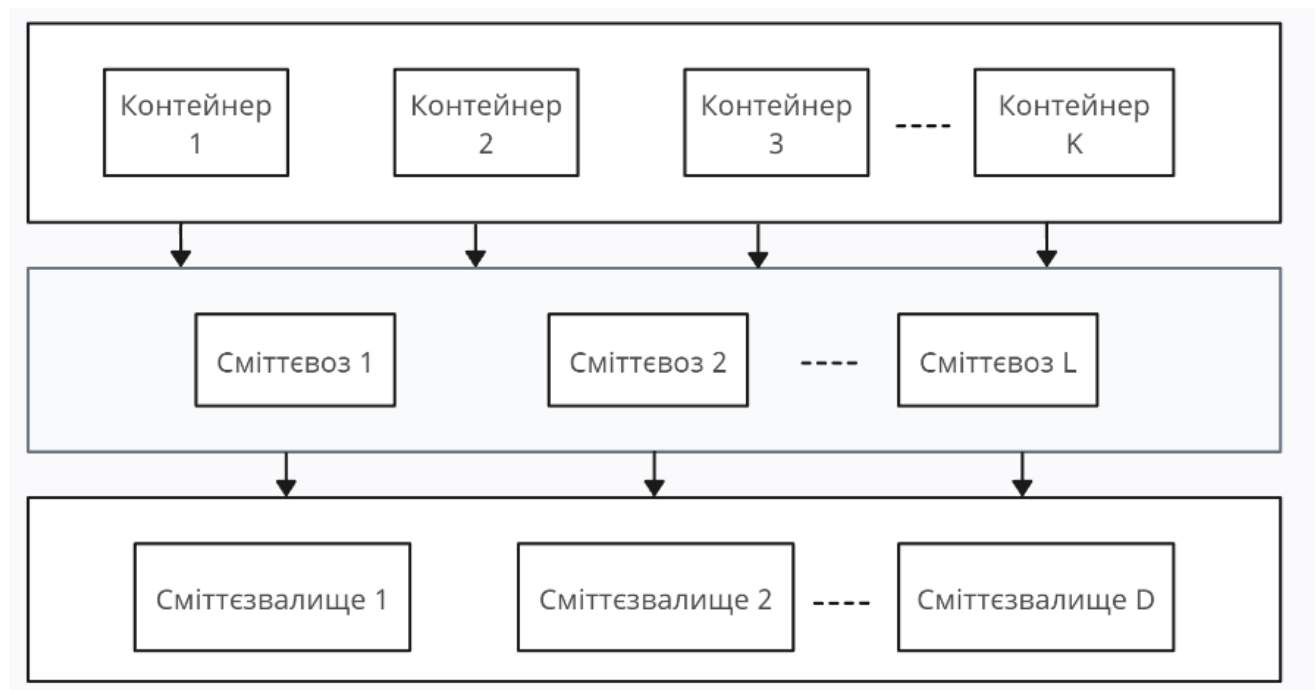 Контейнер
1
Контейнер
2
Контейнер
3
Контейнер
K
Сміттєвоз 1
Сміттєвоз 2
Сміттєвоз L
Сміттєзвалище 1
Сміттєзвалище 2
Сміттєзвалище D